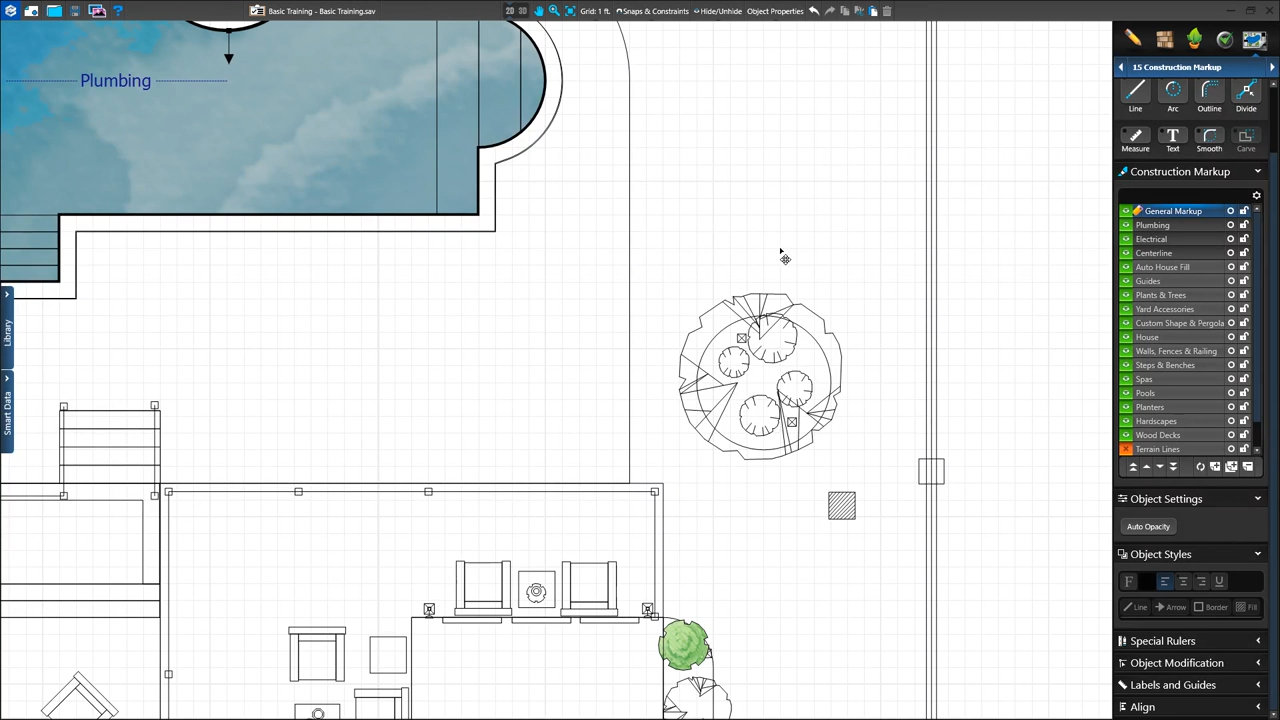 Basic Training - Basic Training.sav
2D 3D
Grid: 1 ft.
Snaps & Constraints
Hide/Unhide
Object Properties
Plumbing
Library
Smart Data
15 Construction Markup
Line Arc Outline Divide
Measure Text Smooth Carve
Construction Markup
General Markup
Plumbing
Electrical
Centerline
Auto House Fill
Guides
Plants & Trees
Yard Accessories
Custom Shape & Pergola
House
Walls, Fences & Railing
Steps & Benches
Spas
Pools
Planters
Hardscapes
Wood Decks
Terrain Lines
Object Settings
Auto Opacity
Object Styles
F U
Line Arrow Border Fill
Special Rulers
Object Modification
Labels and Guides
Align